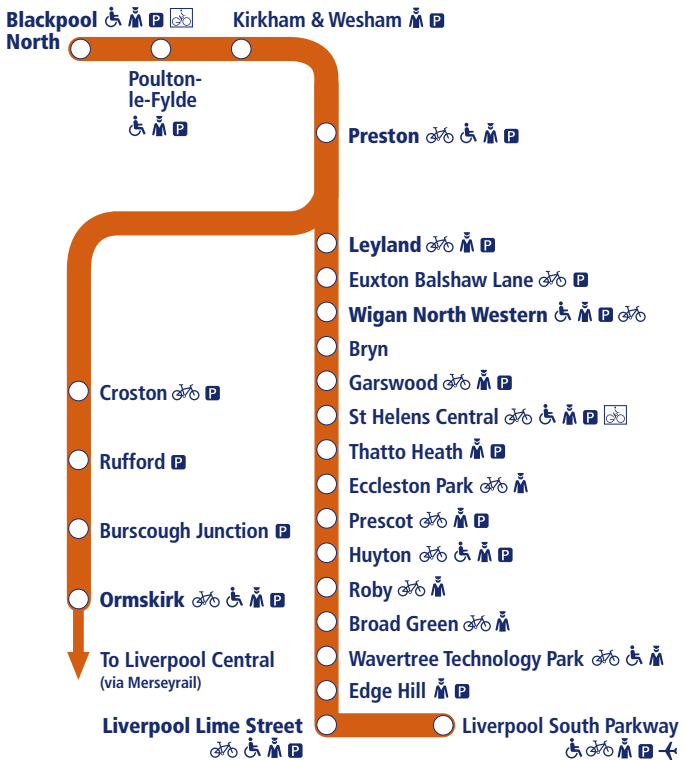 Blackpool
North
Kirkham & Wesham P
P
Poulton-
le-Fylde
P
Preston P
Leyland P
Euxton Balshaw Lane P
Wigan North Western P
Bryn
Garswood P
St Helens Central P
Thatto Heath P
Eccleston Park
Prescot P
Huyton P
Roby
Broad Green
Wavertree Technology Park
Edge Hill P
Croston P
Rufford P
Burscough Junction P
Ormskirk P
To Liverpool Central
(via Merseyrail)
Liverpool Lime Street
P
Liverpool South Parkway
P